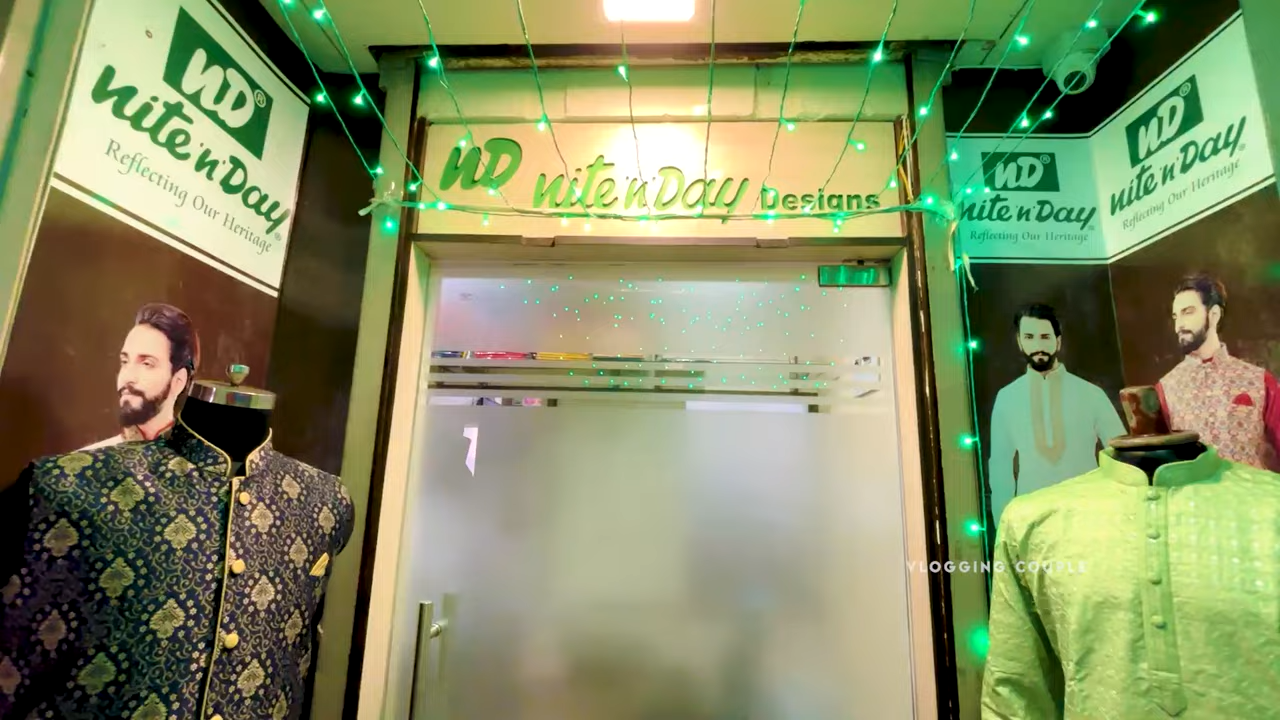 ND®
nite'n'Day®
Reflecting Our Heritage
ND nite'n'Day Designs
ND®
nite'n'Day®
Reflecting Our Heritage
ND®
nite'n'Day®
Reflecting Our Heritage
VLOGGING COUPLE